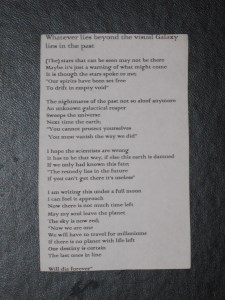 Whatever lies beyond the visual Galaxy
lies in the past
[The] stars that can be seen may not be there
Maybe it's just a warning of what might come
It is though the stars spoke to me:
"Our spirits have been set free
To drift in empty void"
The nightmares of the past not so aloof anymore
An unknown galactical reaper
Sweeps the universe
Next time the earth;
"You cannot protect yourselves
You must vanish the way we did"
I hope the scientists are wrong
It has to be that way, if else this earth is doomed
If we only had known this fate;
"The remedy lies in the future
If you can't get there it's useless"
I am writing this under a full moon
I can feel it approach
Now there is not much time left
May my soul leave the planet
The sky is now red;
"Now we are one
We will have to travel for millenniums
If there is no planet with life left
Our destiny is certain
The last ones to live
Will die forever"